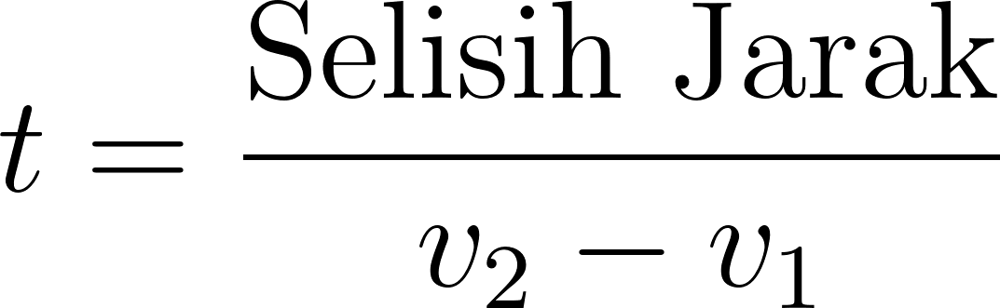 t = Selisih Jarak / v₂ − v₁